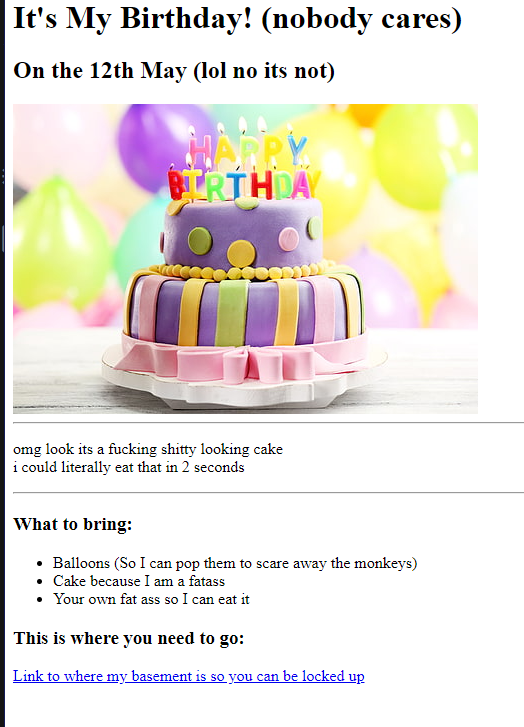 It's My Birthday! (nobody cares)
On the 12th May (lol no its not)
HAPPY
BIRTHDAY
omg look its a fucking shitty looking cake
i could literally eat that in 2 seconds
What to bring:
Balloons (So I can pop them to scare away the monkeys)
Cake because I am a fatass
Your own fat ass so I can eat it
This is where you need to go:
Link to where my basement is so you can be locked up